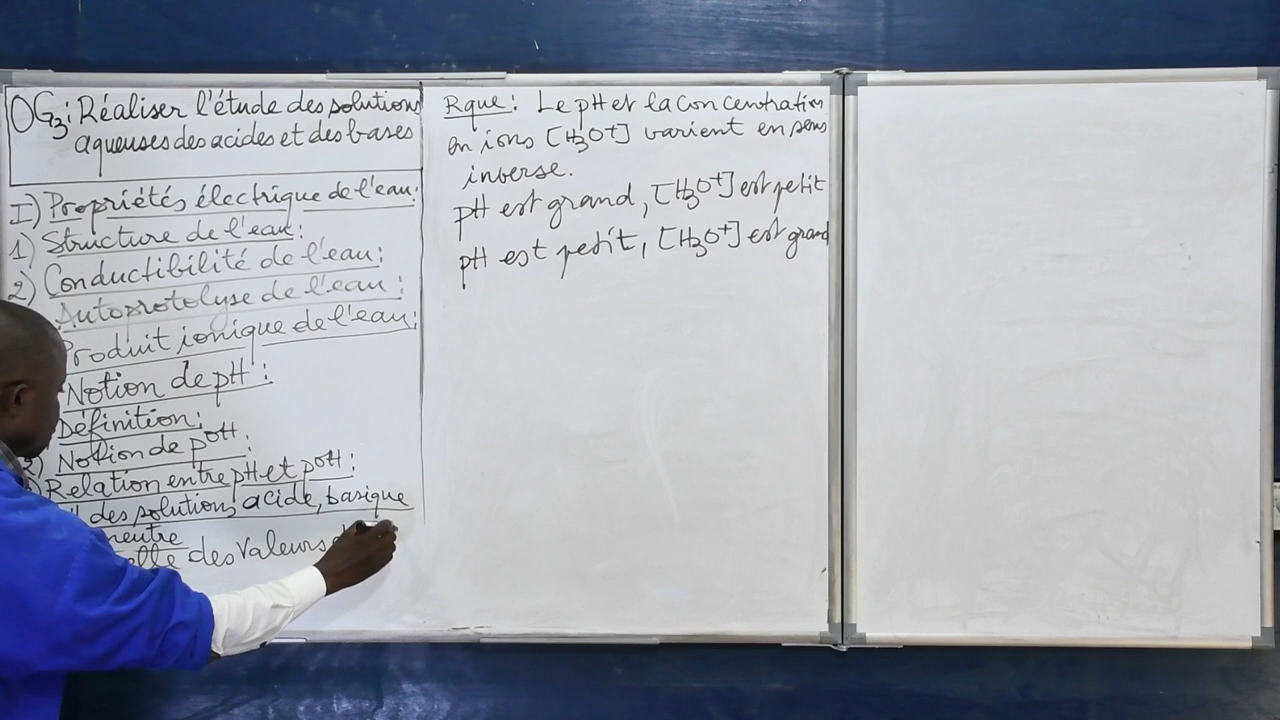 OG3: Réaliser l'étude des solutions
aqueuses des acides et des bases
I) Propriétés électrique de l'eau:
1) Structure de l'eau:
2) Conductibilité de l'eau:
Autoprotolyse de l'eau:
Produit ionique de l'eau:
Notion de pH:
Définition:
2) Notion de pOH:
Relation entre pH et pOH:
des solutions acide, basique
neutre
des valeurs
Rque: Le pH et la concentration
en ions [H3O+] varient en sens
inverse.
pH est grand, [H3O+] est petit
pH est petit, [H3O+] est grand